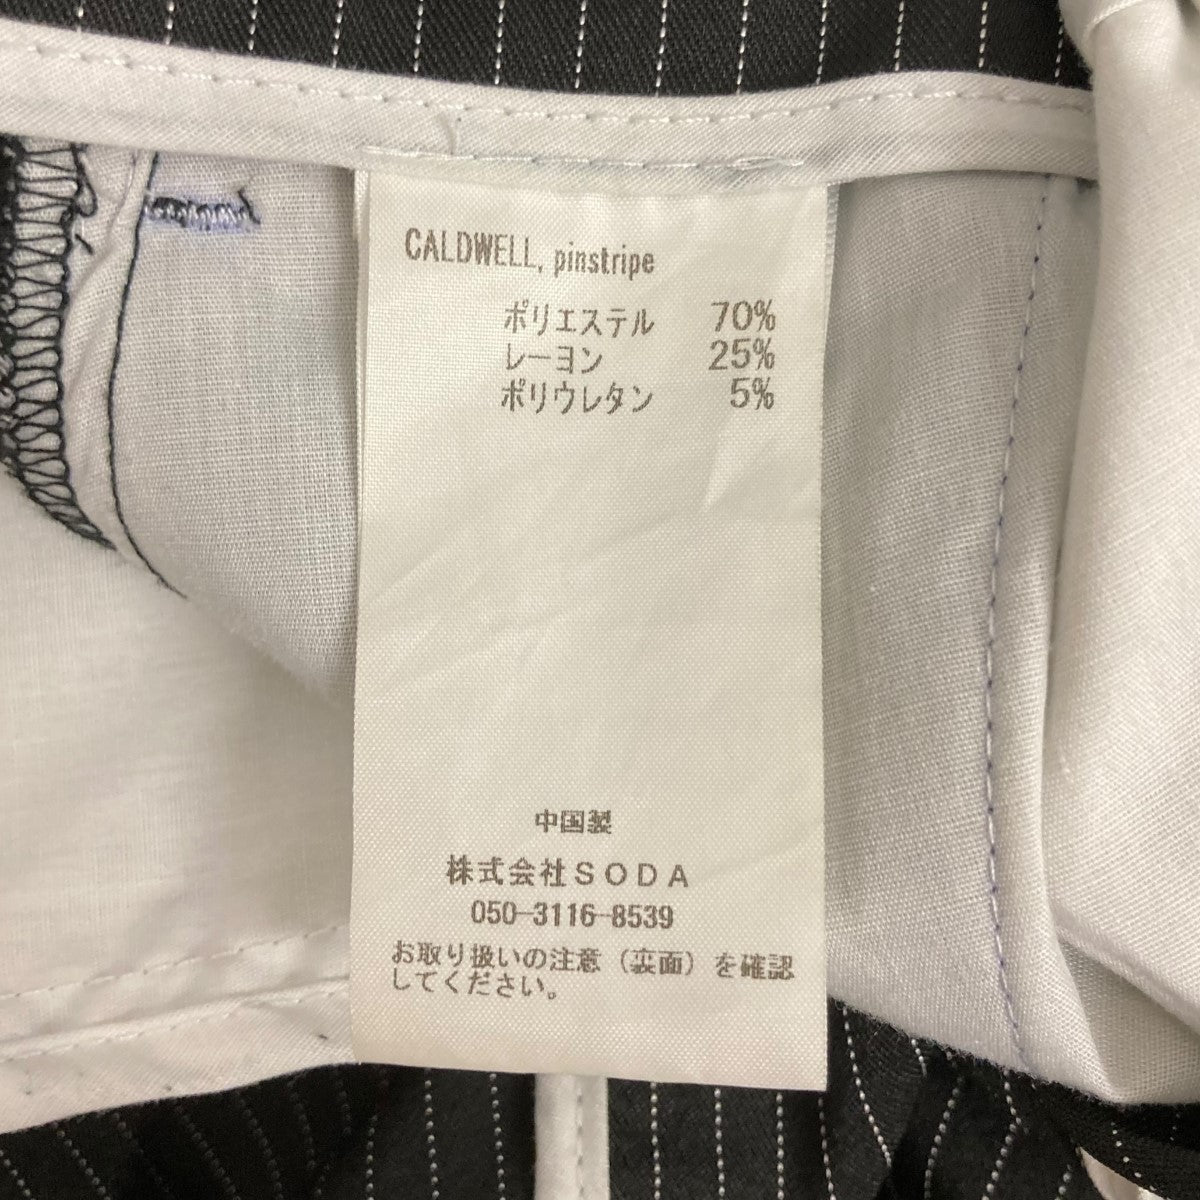 CALDWELL, pinstripe
ポリエステル 70%
レーヨン 25%
ポリウレタン 5%
中国製
株式会社SODA
050-3116-8539
お取り扱いの注意（裏面）を確認
してください。